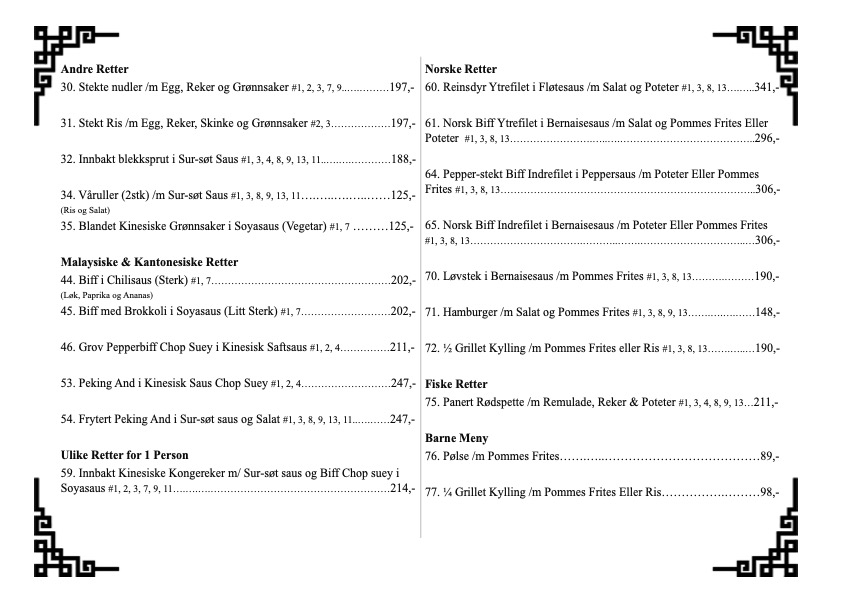 Andre Retter
30. Stekte nudler /m Egg, Reker og Grønnsaker #1, 2, 3, 7, 9..............197,-
31. Stekt Ris /m Egg, Reker, Skinke og Grønnsaker #2, 3.................197,-
32. Innbakt blekksprut i Sur-søt Saus #1, 3, 4, 8, 9, 13, 11....................188,-
34. Våruller (2stk) /m Sur-søt Saus #1, 3, 8, 9, 13, 11.........................125,-
(Ris og Salat)
35. Blandet Kinesiske Grønnsaker i Soyasaus (Vegetar) #1, 7 .........125,-
Malaysiske & Kantonesiske Retter
44. Biff i Chilisaus (Sterk) #1, 7.....................................................202,-
(Løk, Paprika og Ananas)
45. Biff med Brokkoli i Soyasaus (Litt Sterk) #1, 7...........................202,-
46. Grov Pepperbiff Chop Suey i Kinesisk Saftsaus #1, 2, 4..............211,-
53. Peking And i Kinesisk Saus Chop Suey #1, 2, 4..........................247,-
54. Frytert Peking And i Sur-søt saus og Salat #1, 3, 8, 9, 13, 11...........247,-
Ulike Retter for 1 Person
59. Innbakt Kinesiske Kongereker m/ Sur-søt saus og Biff Chop suey i
Soyasaus #1, 2, 3, 7, 9, 11................................................................214,-
Norske Retter
60. Reinsdyr Ytrefilet i Fløtesaus /m Salat og Poteter #1, 3, 8, 13........341,-
61. Norsk Biff Ytrefilet i Bernaisesaus /m Salat og Pommes Frites Eller
Poteter #1, 3, 8, 13..........................................................................296,-
64. Pepper-stekt Biff Indrefilet i Peppersaus /m Poteter Eller Pommes
Frites #1, 3, 8, 13............................................................................306,-
65. Norsk Biff Indrefilet i Bernaisesaus /m Poteter Eller Pommes Frites
#1, 3, 8, 13......................................................................................306,-
70. Løvstek i Bernaisesaus /m Pommes Frites #1, 3, 8, 13...................190,-
71. Hamburger /m Salat og Pommes Frites #1, 3, 8, 9, 13....................148,-
72. ½ Grillet Kylling /m Pommes Frites eller Ris #1, 3, 8, 13..............190,-
Fiske Retter
75. Panert Rødspette /m Remulade, Reker & Poteter #1, 3, 4, 8, 9, 13...211,-
Barne Meny
76. Pølse /m Pommes Frites.............................................................89,-
77. ¼ Grillet Kylling /m Pommes Frites Eller Ris.............................98,-